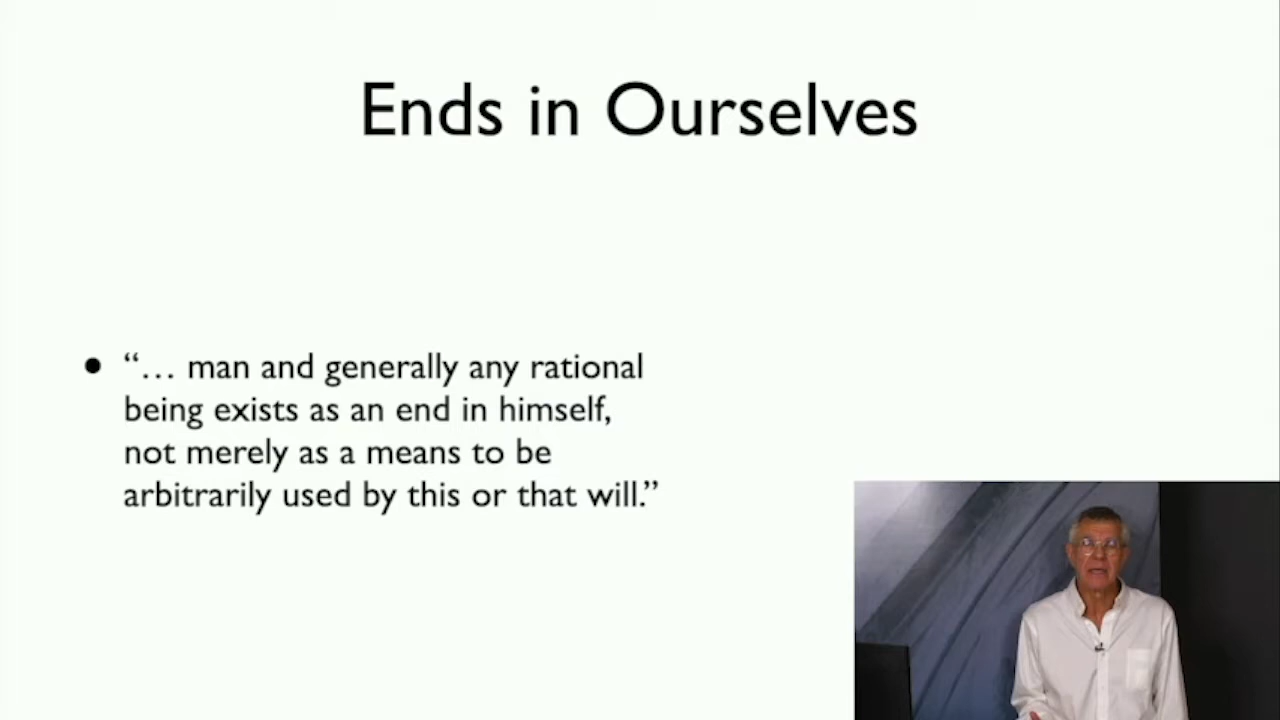 Ends in Ourselves
• “… man and generally any rational
being exists as an end in himself,
not merely as a means to be
arbitrarily used by this or that will.”